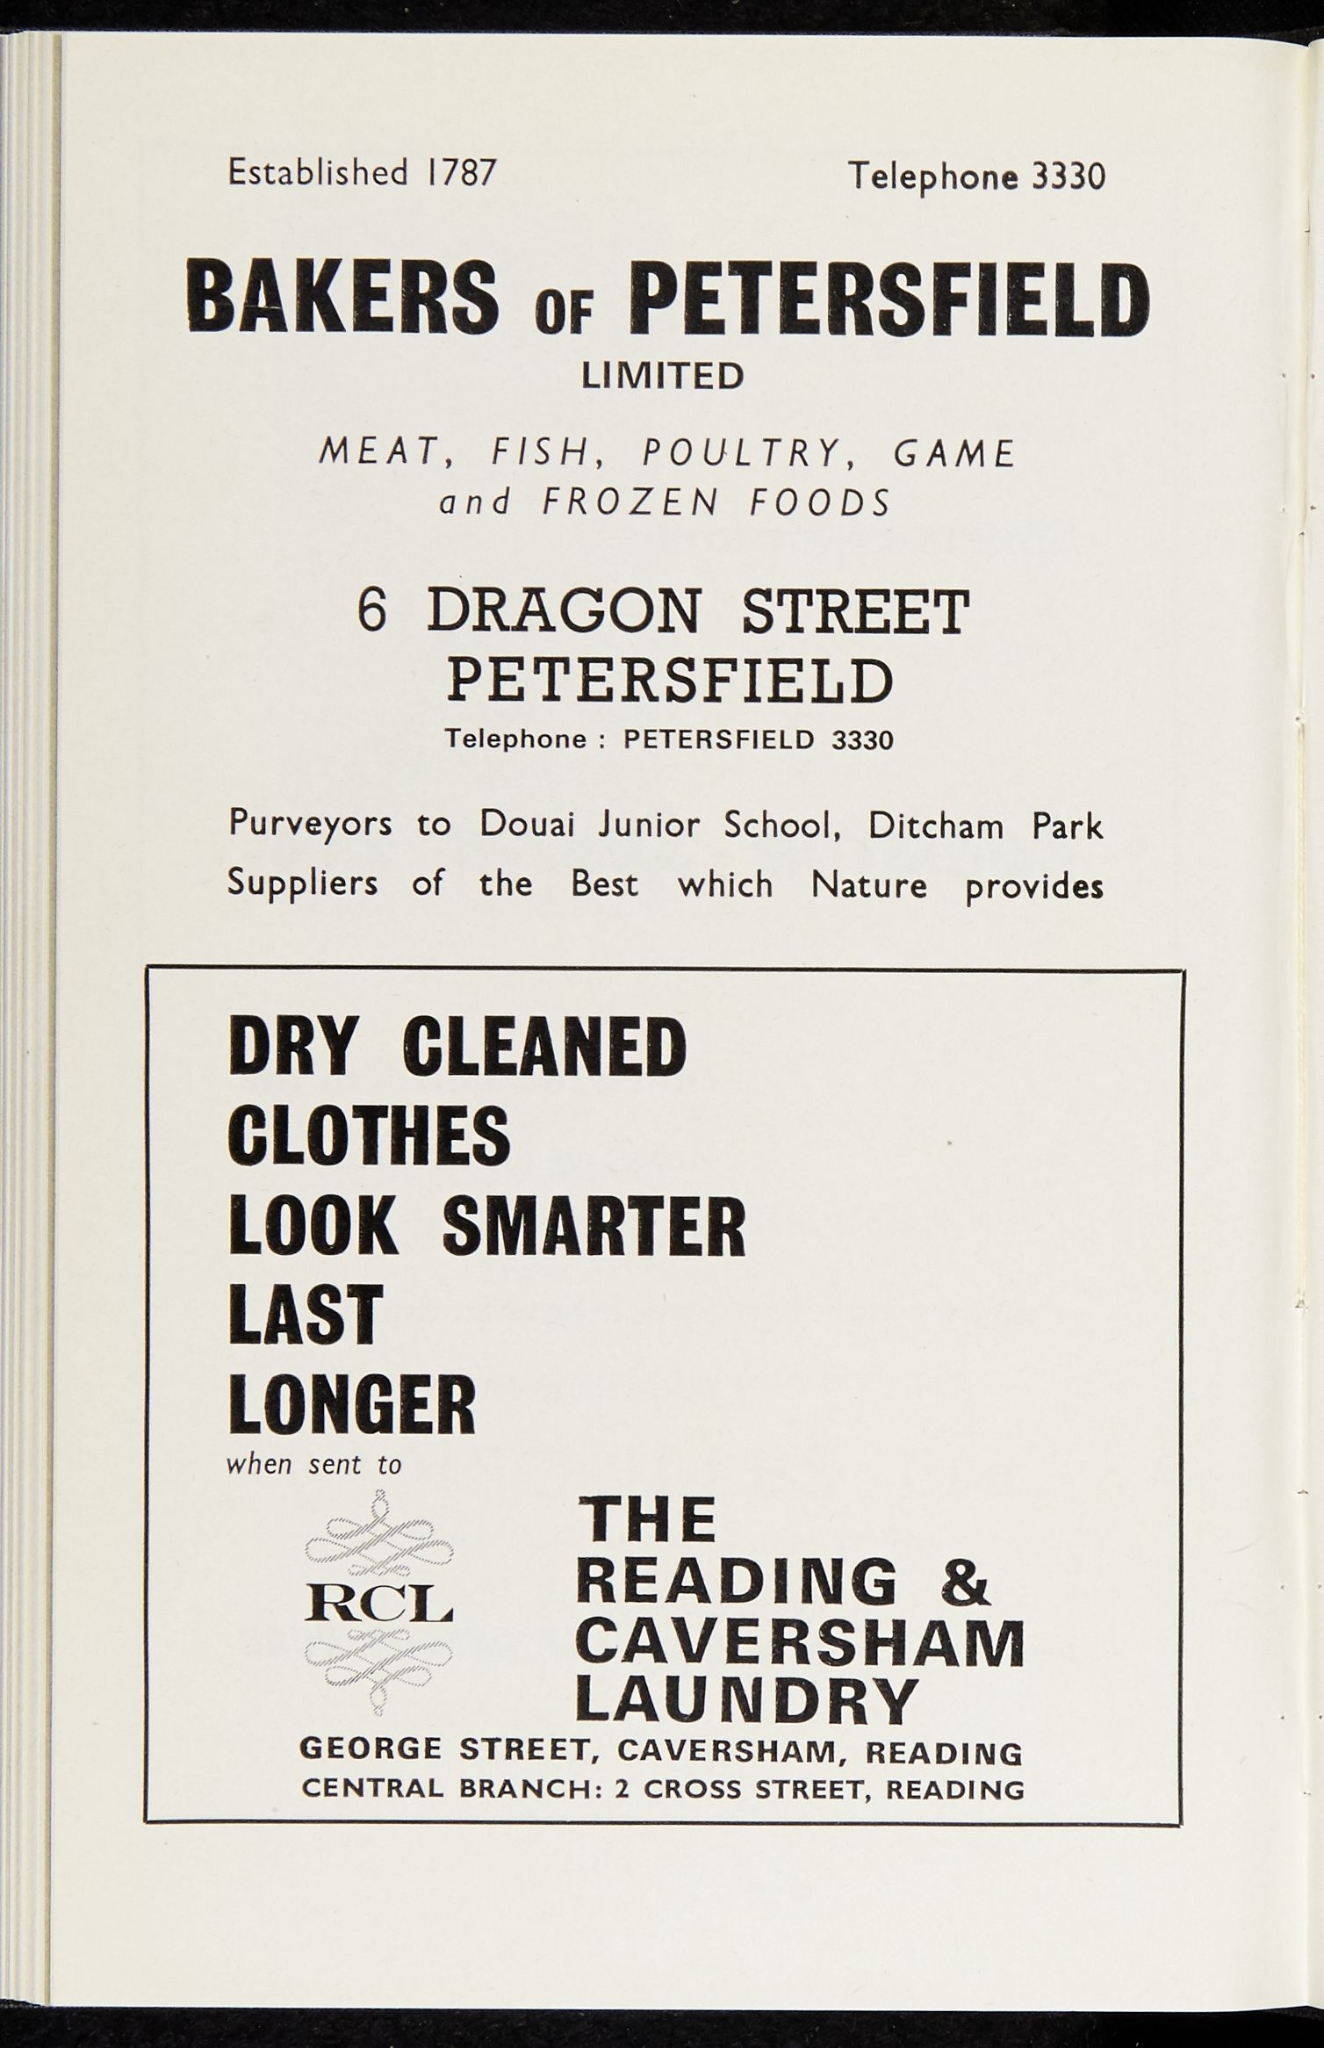 Established 1787 Telephone 3330
BAKERS OF PETERSFIELD
LIMITED
MEAT, FISH, POULTRY, GAME
and FROZEN FOODS
6 DRAGON STREET
PETERSFIELD
Telephone : PETERSFIELD 3330
Purveyors to Douai Junior School, Ditcham Park
Suppliers of the Best which Nature provides
DRY CLEANED
CLOTHES
LOOK SMARTER
LAST
LONGER
when sent to
RCL
THE
READING &
CAVERSHAM
LAUNDRY
GEORGE STREET, CAVERSHAM, READING
CENTRAL BRANCH: 2 CROSS STREET, READING